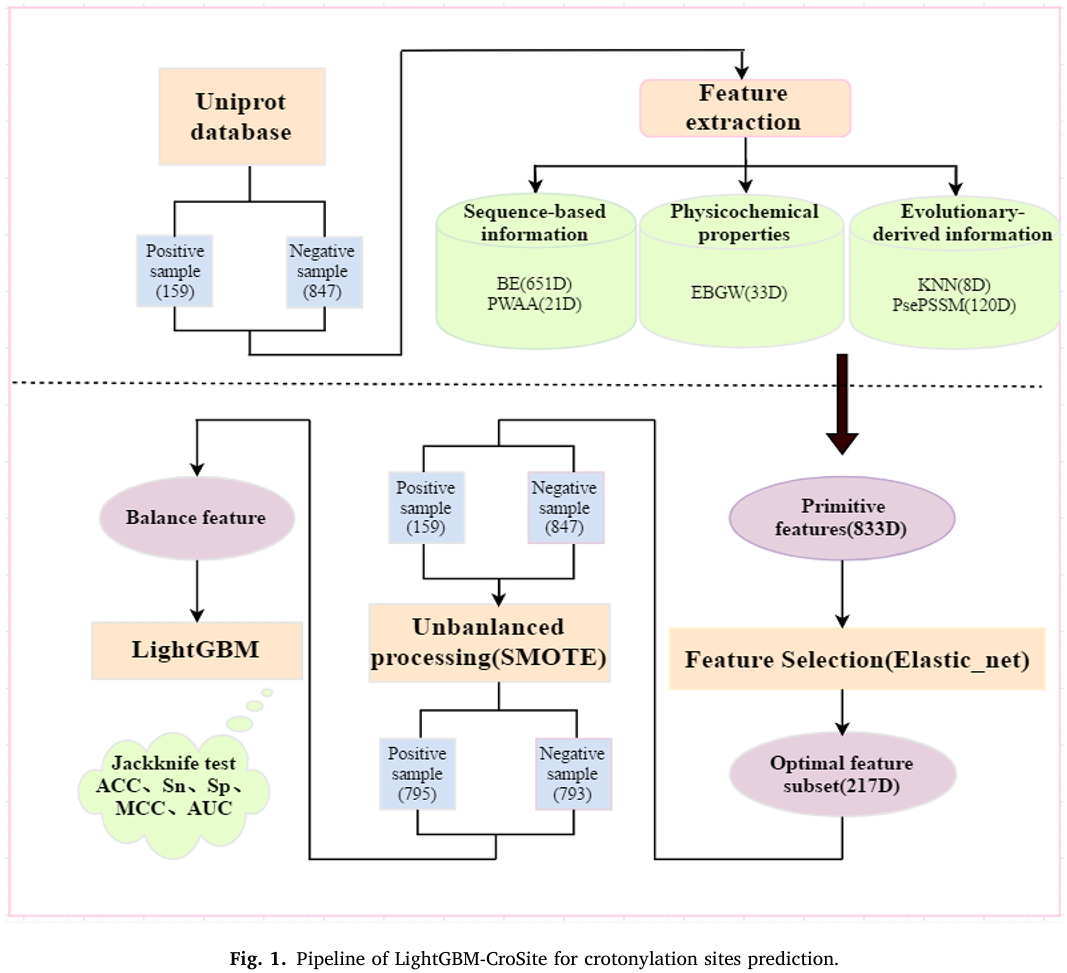 Uniprot
database
Positive
sample
(159)
Negative
sample
(847)
Feature
extraction
Sequence-based
information
BE(651D)
PWAA(21D)
Physicochemical
properties
EBGW(33D)
Evolutionary-
derived information
KNN(8D)
PsePSSM(120D)
Primitive
features(833D)
Feature Selection(Elastic_net)
Optimal feature
subset(217D)
Positive
sample
(159)
Negative
sample
(847)
Unbanlanced
processing(SMOTE)
Positive
sample
(795)
Negative
sample
(793)
Balance feature
LightGBM
Jackknife test
ACC、Sn、Sp、
MCC、AUC
Fig. 1. Pipeline of LightGBM-CroSite for crotonylation sites prediction.